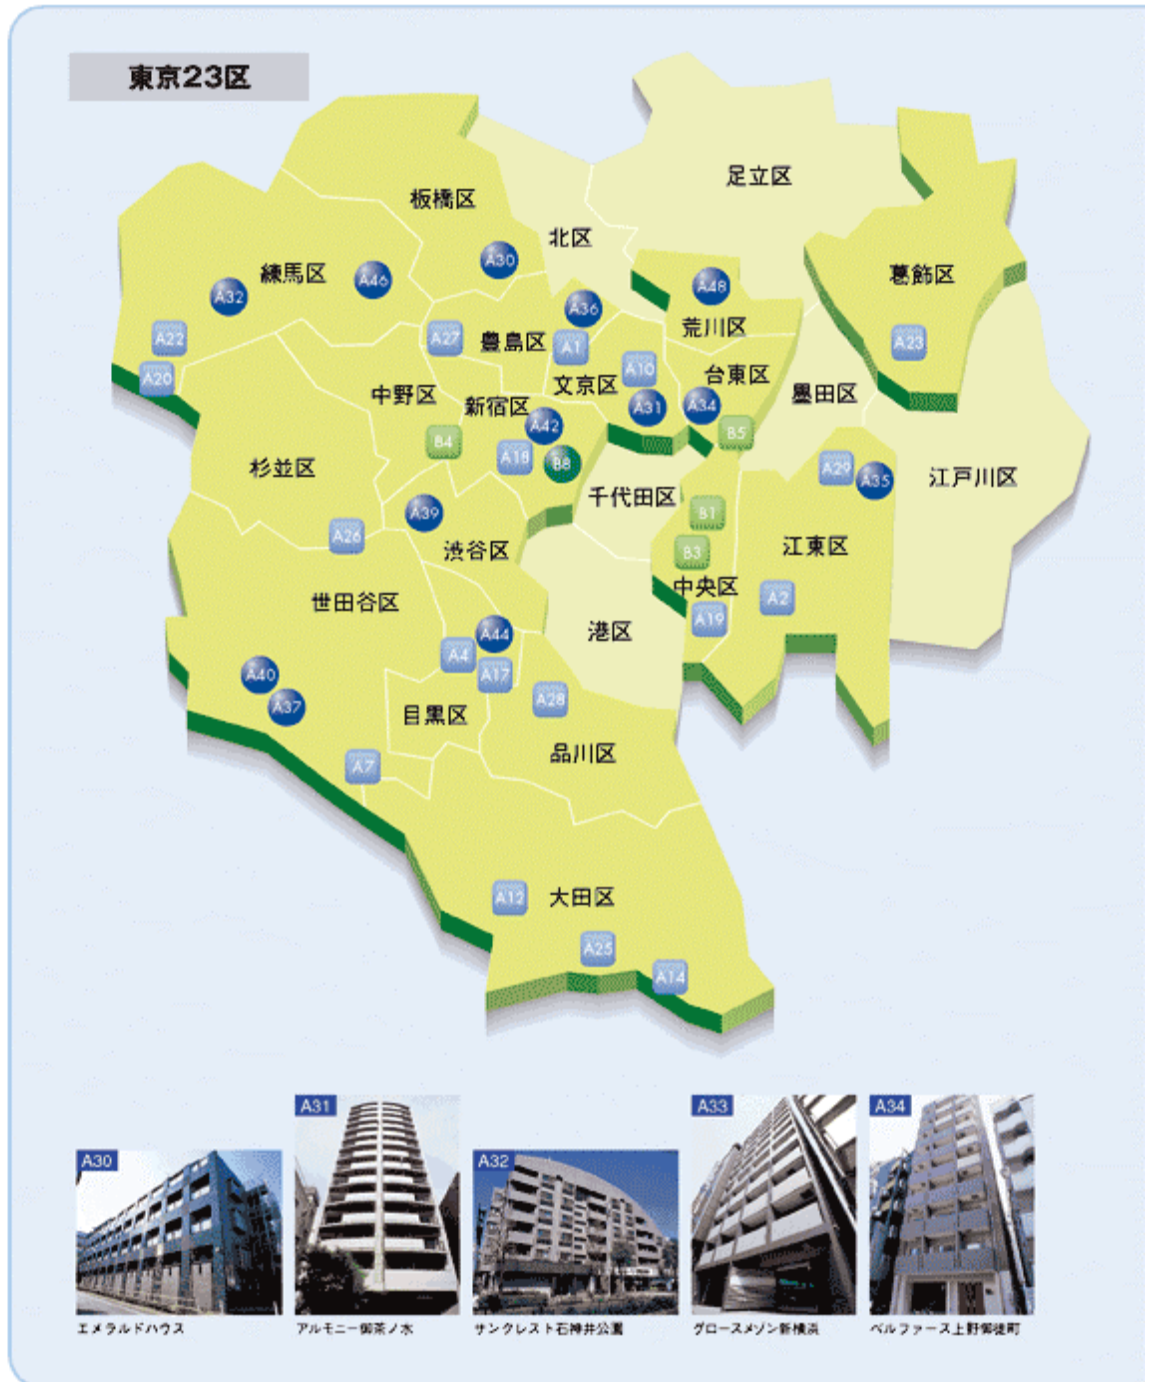 東京23区
足立区
板橋区
北区
葛飾区
練馬区
A30
A46
A32
A48
A36
荒川区
A22
A27
豊島区
A1
A23
A20
A10
台東区
文京区
中野区
墨田区
新宿区
A31
A34
A42
B4
B5
杉並区
A18
B8
A29
A35
江戸川区
千代田区
A39
B1
A26
渋谷区
B3
江東区
中央区
世田谷区
A2
A19
港区
A44
A4
A40
A17
A28
A37
目黒区
品川区
A7
A12
大田区
A25
A14
A30
エメラルドハウス
A31
アルモニー御茶ノ水
A32
サンクレスト石神井公園
A33
グロースメゾン新横浜
A34
ベルファース上野御徒町